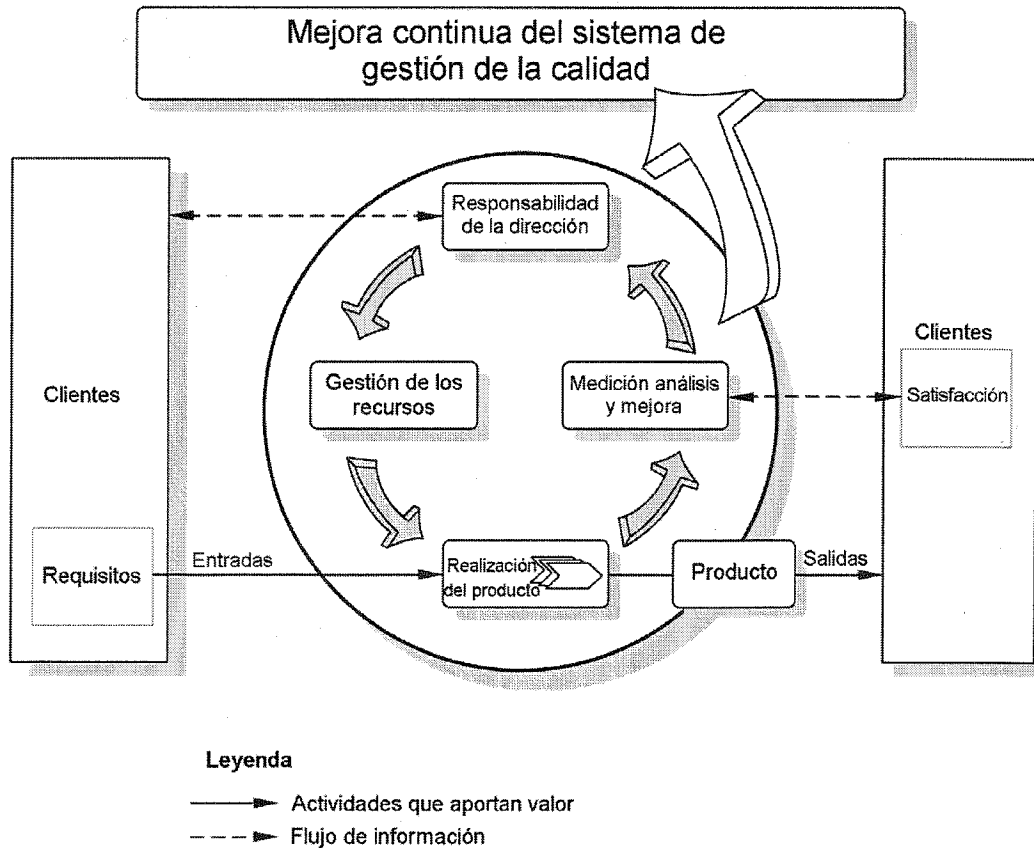 Mejora continua del sistema de
gestión de la calidad
Responsabilidad
de la dirección
Clientes
Gestión de los
recursos
Medición análisis
y mejora
Clientes
Satisfacción
Requisitos
Entradas
Realización
del producto
Producto
Salidas
Leyenda
Actividades que aportan valor
Flujo de información